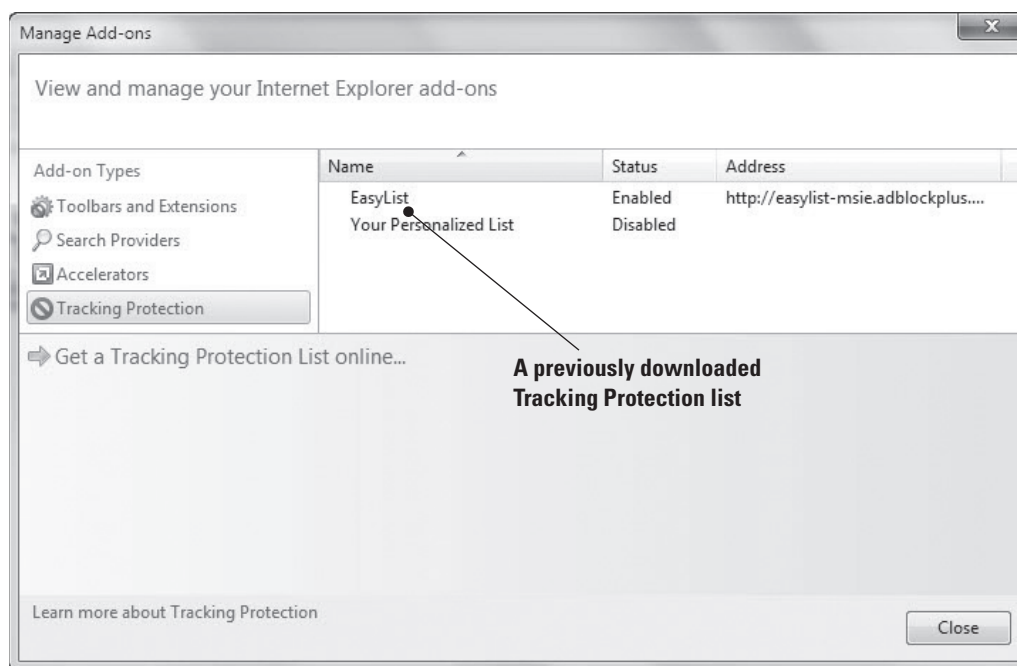 Manage Add-ons
View and manage your Internet Explorer add-ons
Add-on Types
Toolbars and Extensions
Search Providers
Accelerators
Tracking Protection
Name Status Address
EasyList Enabled http://easylist-msie.adblockplus....
Your Personalized List Disabled
Get a Tracking Protection List online...
A previously downloaded
Tracking Protection list
Learn more about Tracking Protection
Close